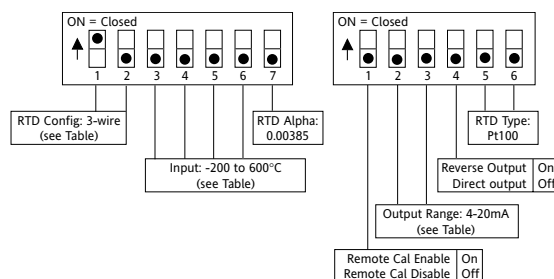 ON = Closed
1 2 3 4 5 6 7
RTD Config: 3-wire
(see Table)
RTD Alpha:
0.00385
Input: -200 to 600°C
(see Table)
ON = Closed
1 2 3 4 5 6
RTD Type:
Pt100
Reverse Output On
Direct output Off
Output Range: 4-20mA
(see Table)
Remote Cal Enable On
Remote Cal Disable Off